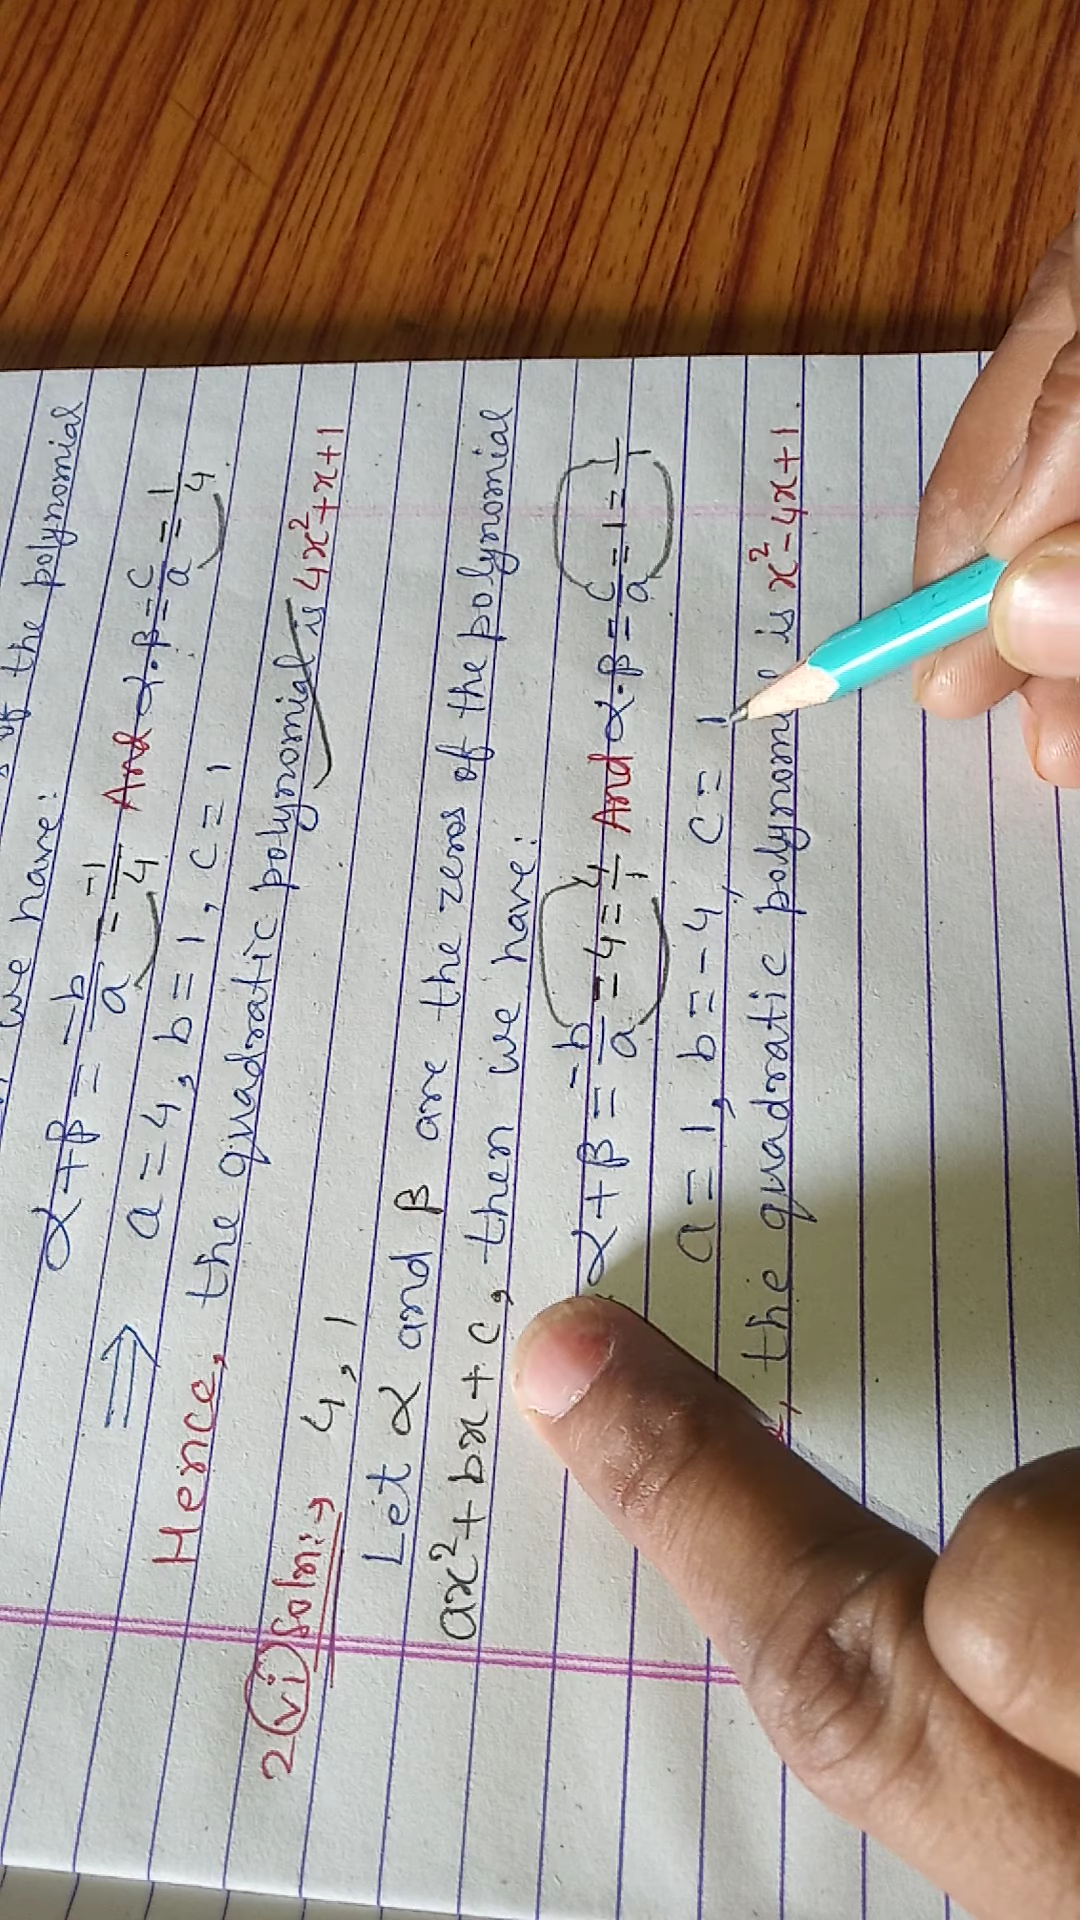 of the polynomial
we have:
α+β = -b/a = -1/4 And α·β = c/a = 1/4
⇒ a = 4, b = 1, c = 1
Hence, the quadratic polynomial is 4x²+x+1
2(vi) Soln:→ 4, 1
Let α and β are the zeros of the polynomial
ax²+bx+c, then we have:
α+β = -b/a = 4 = 4/1 And α·β = c/a = 1 = 1/1
a = 1, b = -4, c = 1
the quadratic is x²-4x+1.